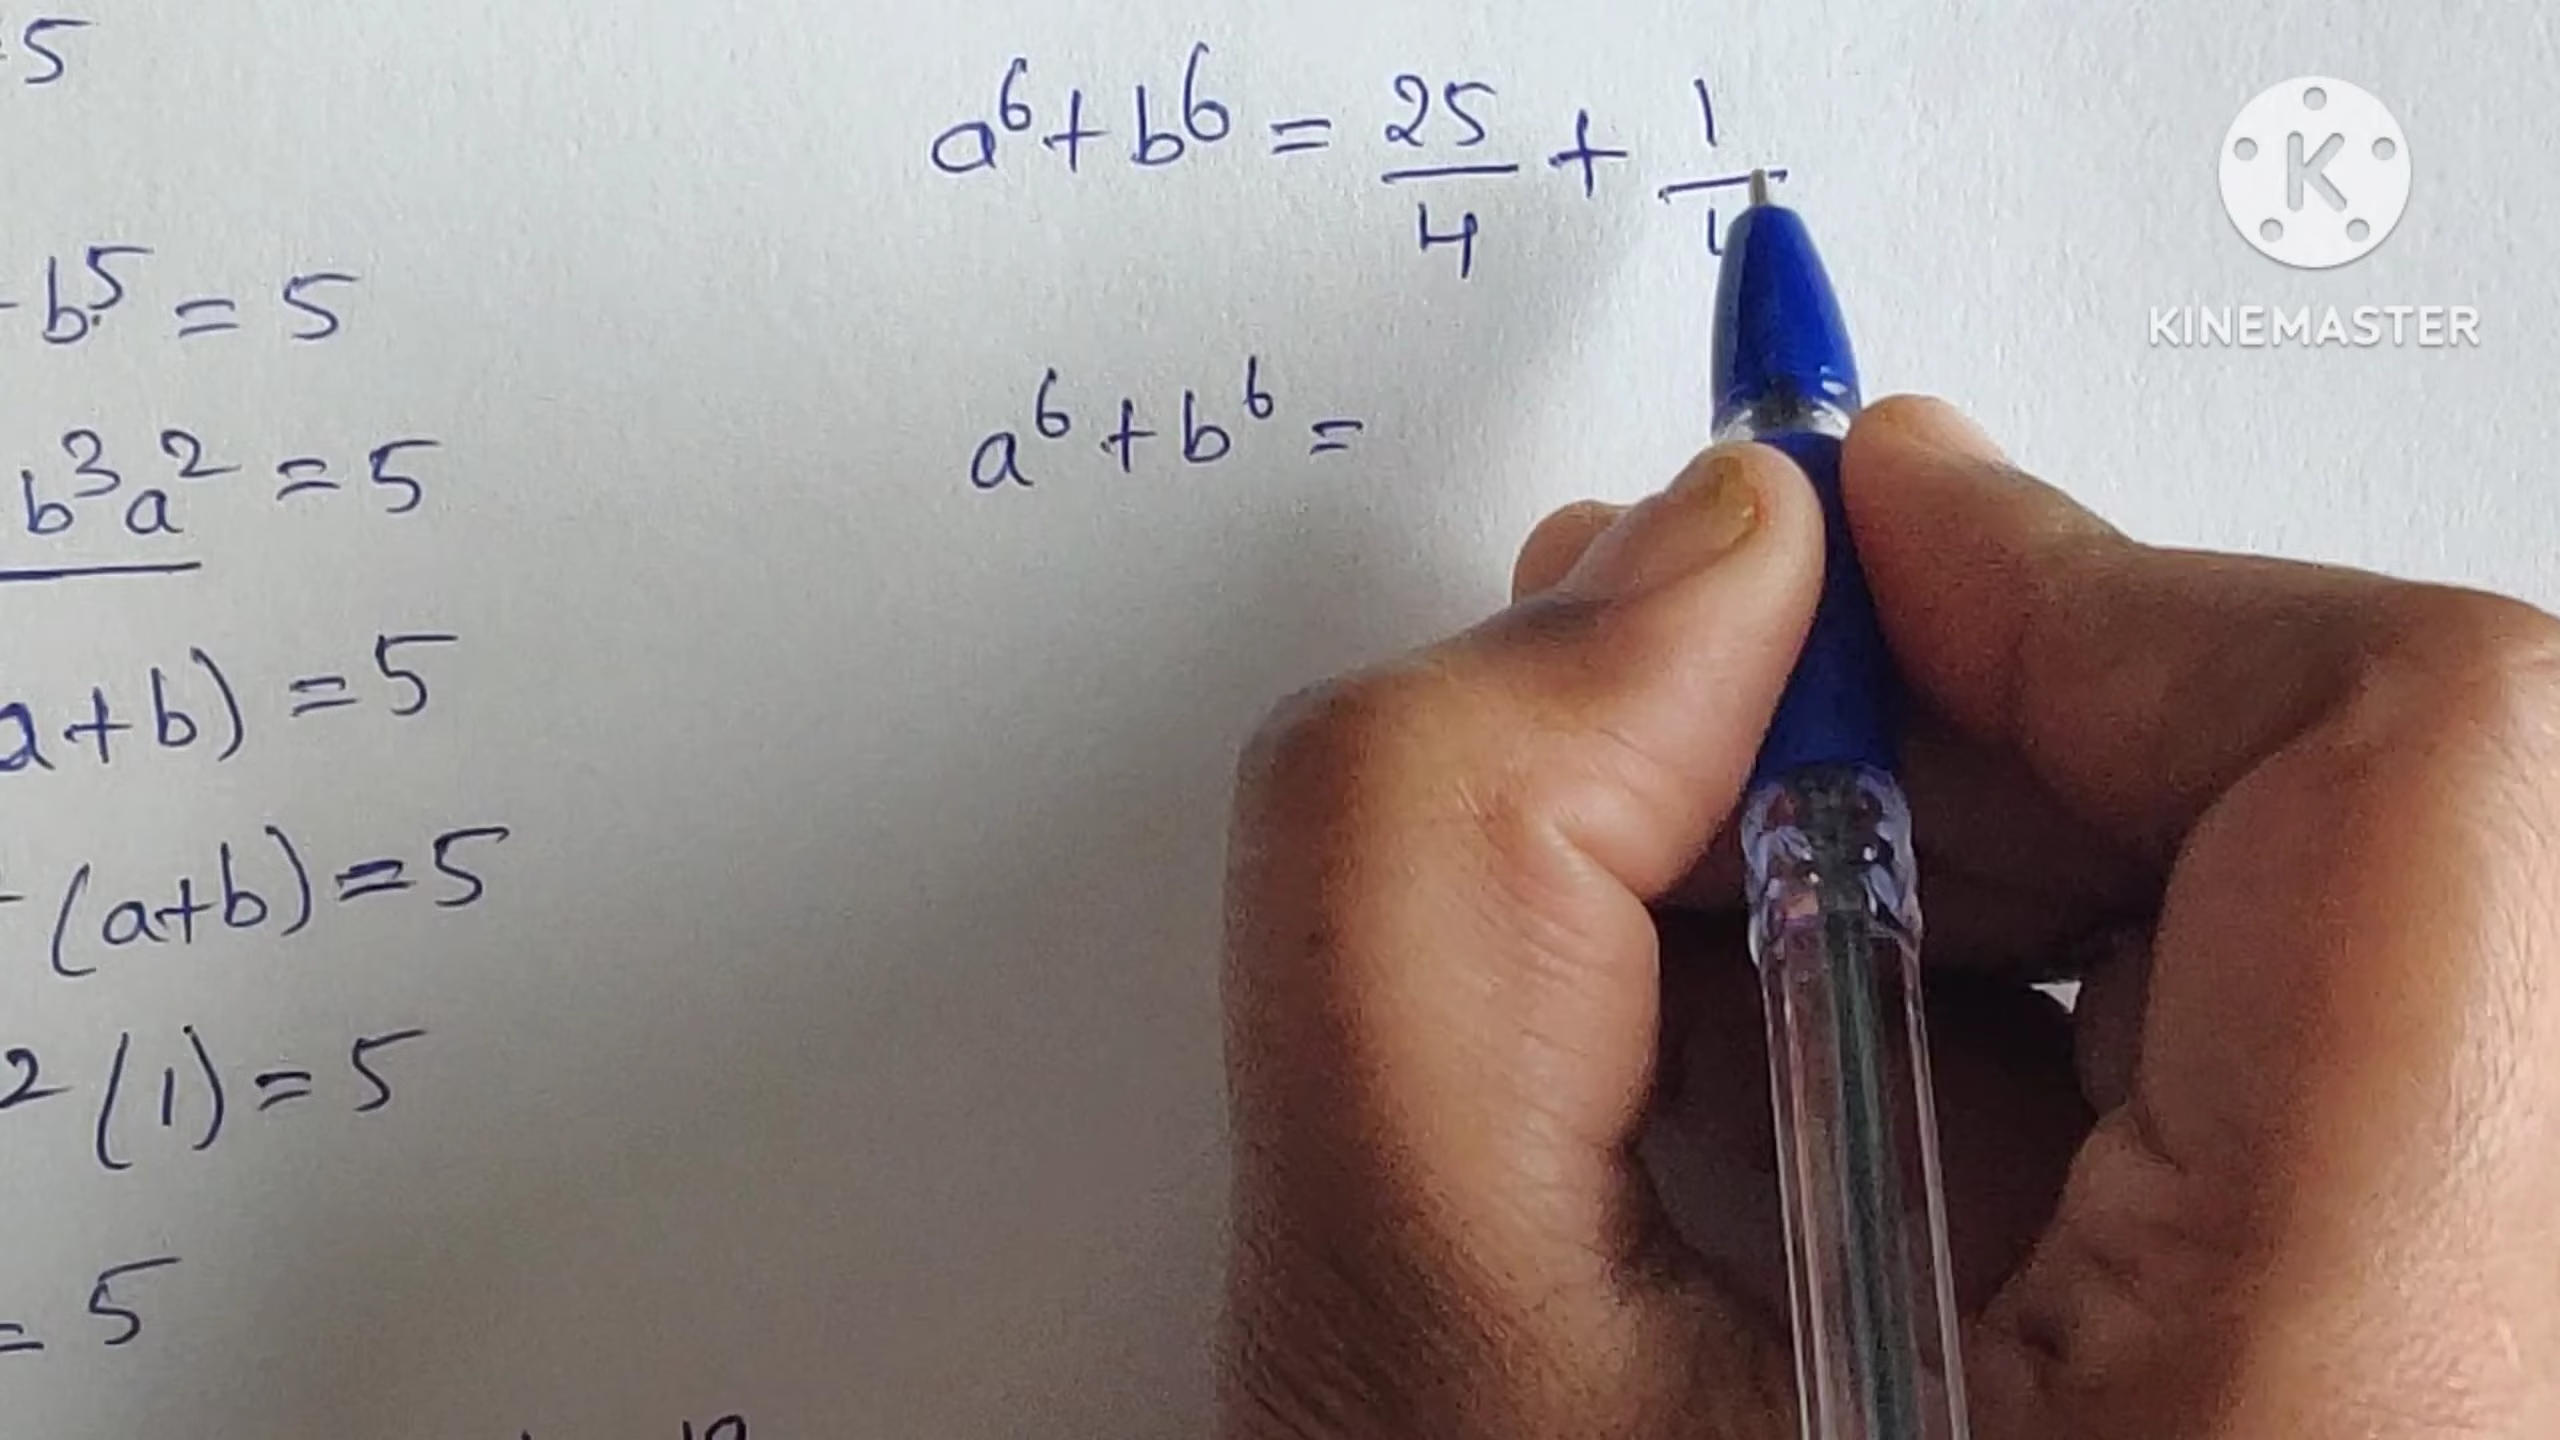 =5
b⁵ = 5
b³a² = 5
a+b) = 5
(a+b) = 5
2 (1) = 5
= 5
a⁶ + b⁶ = 25/4 + 1/
a⁶ + b⁶ =
K
KINEMASTER